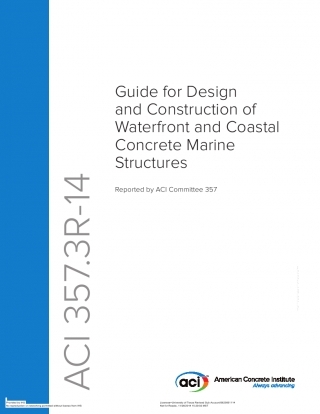 Guide for Design
and Construction of
Waterfront and Coastal
Concrete Marine
Structures
Reported by ACI Committee 357
ACI 357.3R-14
aci
American Concrete Institute
Always advancing